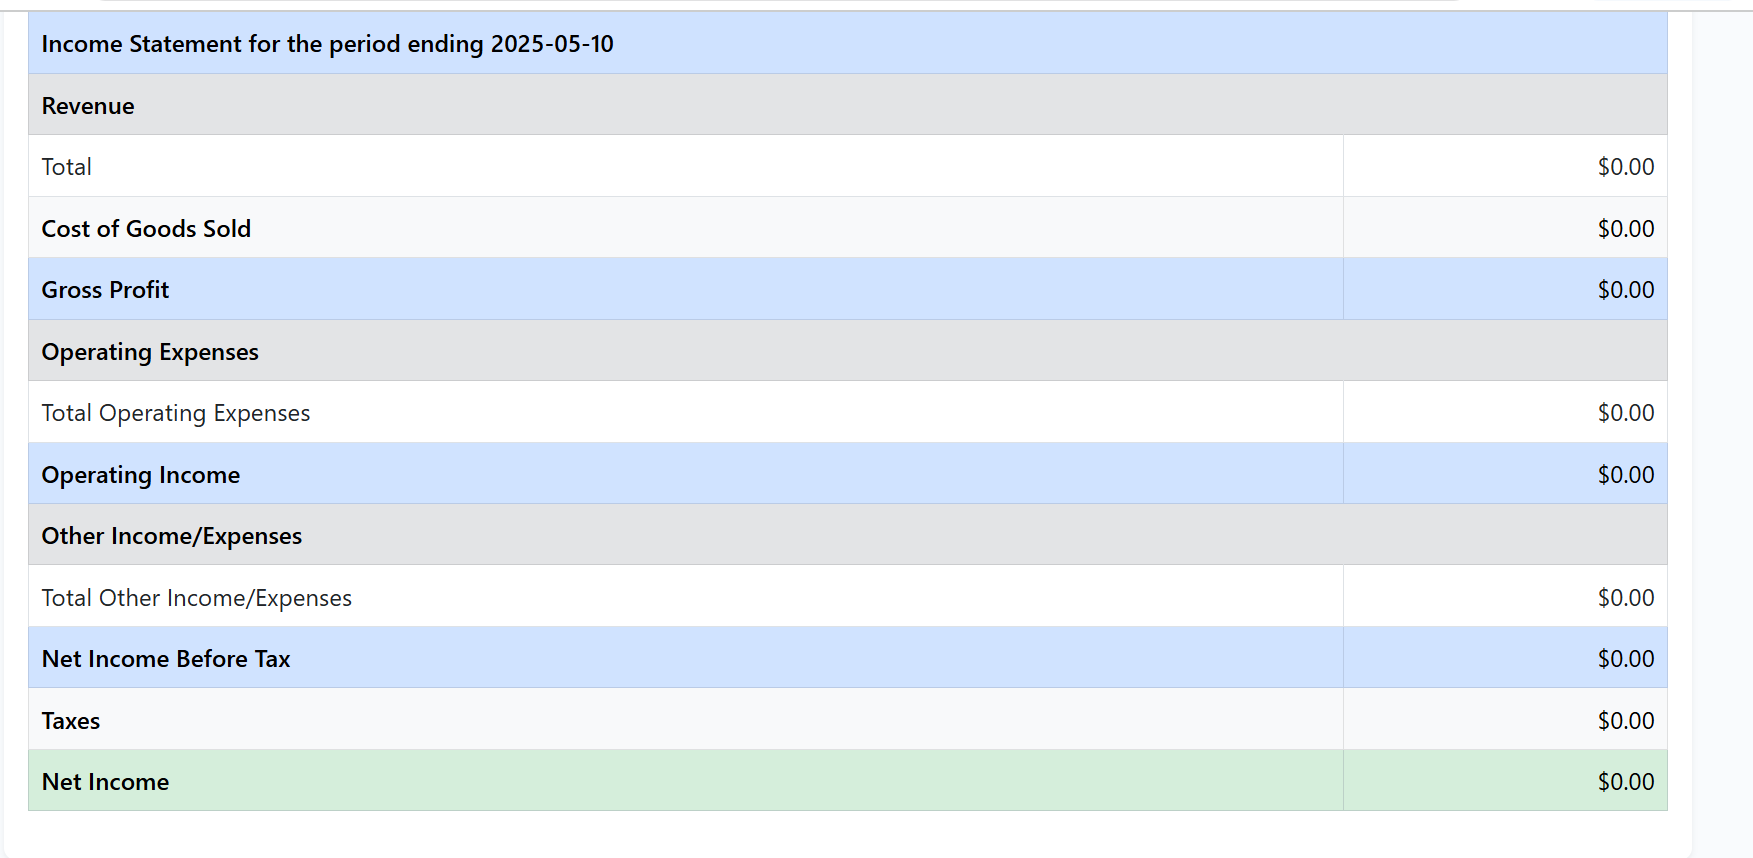 Income Statement for the period ending 2025-05-10
Revenue
Total $0.00
Cost of Goods Sold $0.00
Gross Profit $0.00
Operating Expenses
Total Operating Expenses $0.00
Operating Income $0.00
Other Income/Expenses
Total Other Income/Expenses $0.00
Net Income Before Tax $0.00
Taxes $0.00
Net Income $0.00